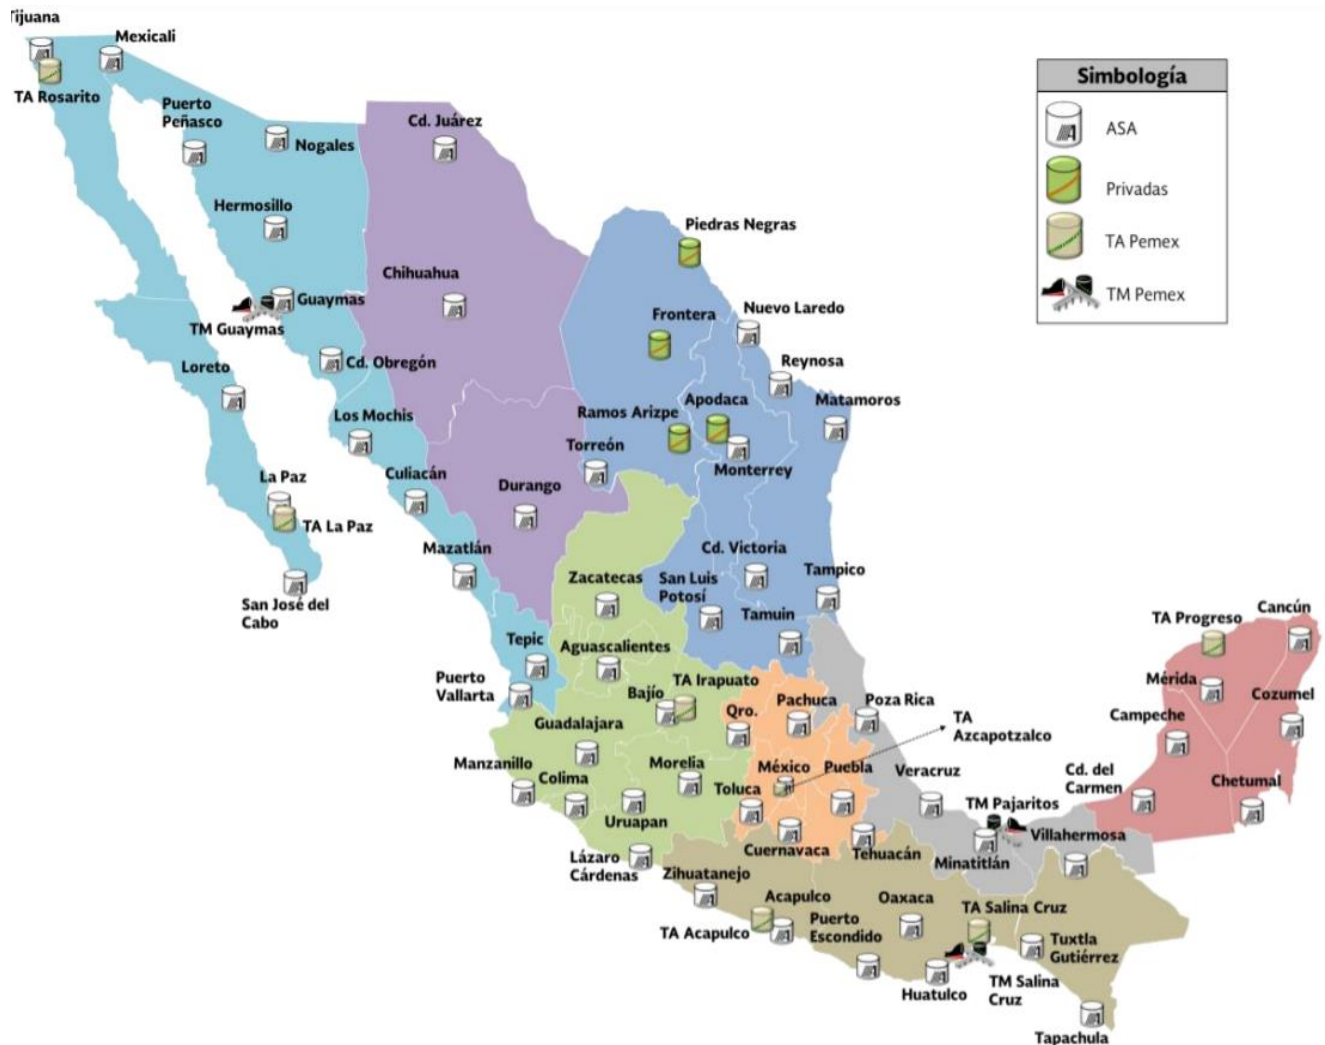 ijuana
Mexicali
TA Rosarito
Puerto
Peñasco
Nogales
Cd. Juárez
Simbología
ASA
Privadas
TA Pemex
TM Pemex
Hermosillo
Piedras Negras
Chihuahua
Guaymas
TM Guaymas
Frontera
Nuevo Laredo
Loreto
Cd. Obregón
Reynosa
Los Mochis
Ramos Arizpe
Apodaca
Matamoros
Torreón
Monterrey
La Paz
TA La Paz
Culiacán
Durango
Mazatlán
Cd. Victoria
San José del
Cabo
Zacatecas
San Luis
Potosí
Tampico
Tamuin
TA Progreso
Cancún
Tepic
Aguascalientes
Puerto
Vallarta
TA Irapuato
Bajío
Mérida
Cozumel
Guadalajara
Qro.
Pachuca
Poza Rica
TA
Azcapotzalco
Campeche
Manzanillo
Colima
Morelia
México
Puebla
Veracruz
Cd. del
Carmen
Chetumal
Toluca
Uruapan
TM Pajaritos
Villahermosa
Lázaro
Cárdenas
Cuernavaca
Tehuacán
Minatitlán
Zihuatanejo
Acapulco
TA Acapulco
Puerto
Escondido
Oaxaca
TA Salina Cruz
Tuxtla
Gutiérrez
Huatulco
TM Salina
Cruz
Tapachula